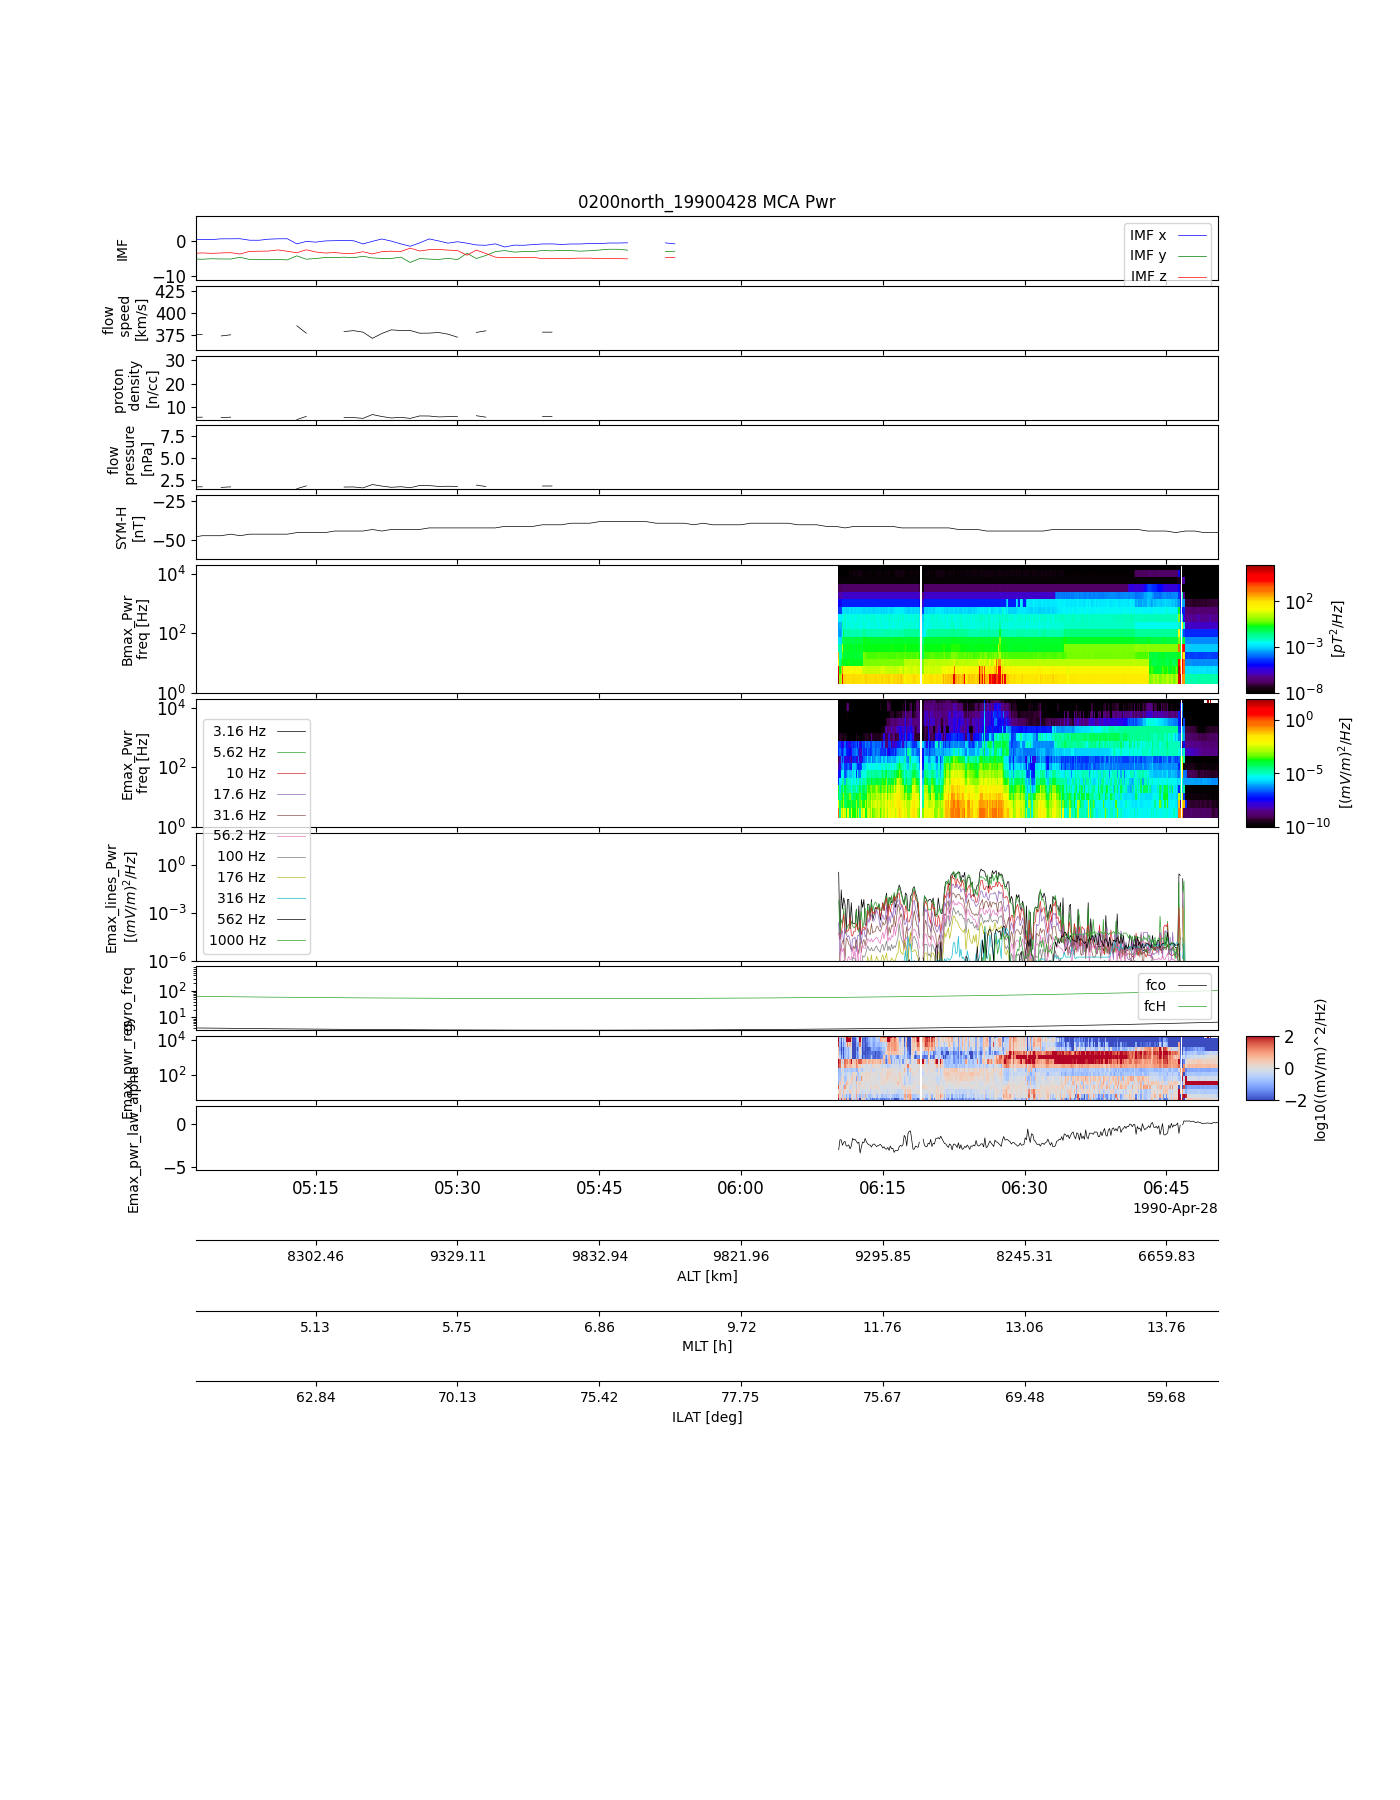 0200north_19900428 MCA Pwr
IMF
0
−10
IMF x
IMF y
IMF z
flow
speed
[km/s]
425
400
375
proton
density
[n/cc]
30
20
10
flow
pressure
[nPa]
7.5
5.0
2.5
SYM-H
[nT]
−25
−50
Bmax_Pwr
freq [Hz]
10^4
10^2
10^0
10^2
10^-3
10^-8
[pT^2/Hz]
Emax_Pwr
freq [Hz]
10^4
10^2
10^0
10^0
10^-5
10^-10
[(mV/m)^2/Hz]
3.16 Hz
5.62 Hz
10 Hz
17.6 Hz
31.6 Hz
56.2 Hz
100 Hz
176 Hz
316 Hz
562 Hz
1000 Hz
Emax_lines_Pwr
[(mV/m)^2/Hz]
10^0
10^-3
10^-6
gyro_freq
10^2
10^1
fco
fcH
Emax_pwr_reg
10^4
10^2
2
0
−2
log10((mV/m)^2/Hz)
Emax_pwr_law_alpha
0
−5
05:15 05:30 05:45 06:00 06:15 06:30 06:45
1990-Apr-28
8302.46 9329.11 9832.94 9821.96 9295.85 8245.31 6659.83
ALT [km]
5.13 5.75 6.86 9.72 11.76 13.06 13.76
MLT [h]
62.84 70.13 75.42 77.75 75.67 69.48 59.68
ILAT [deg]